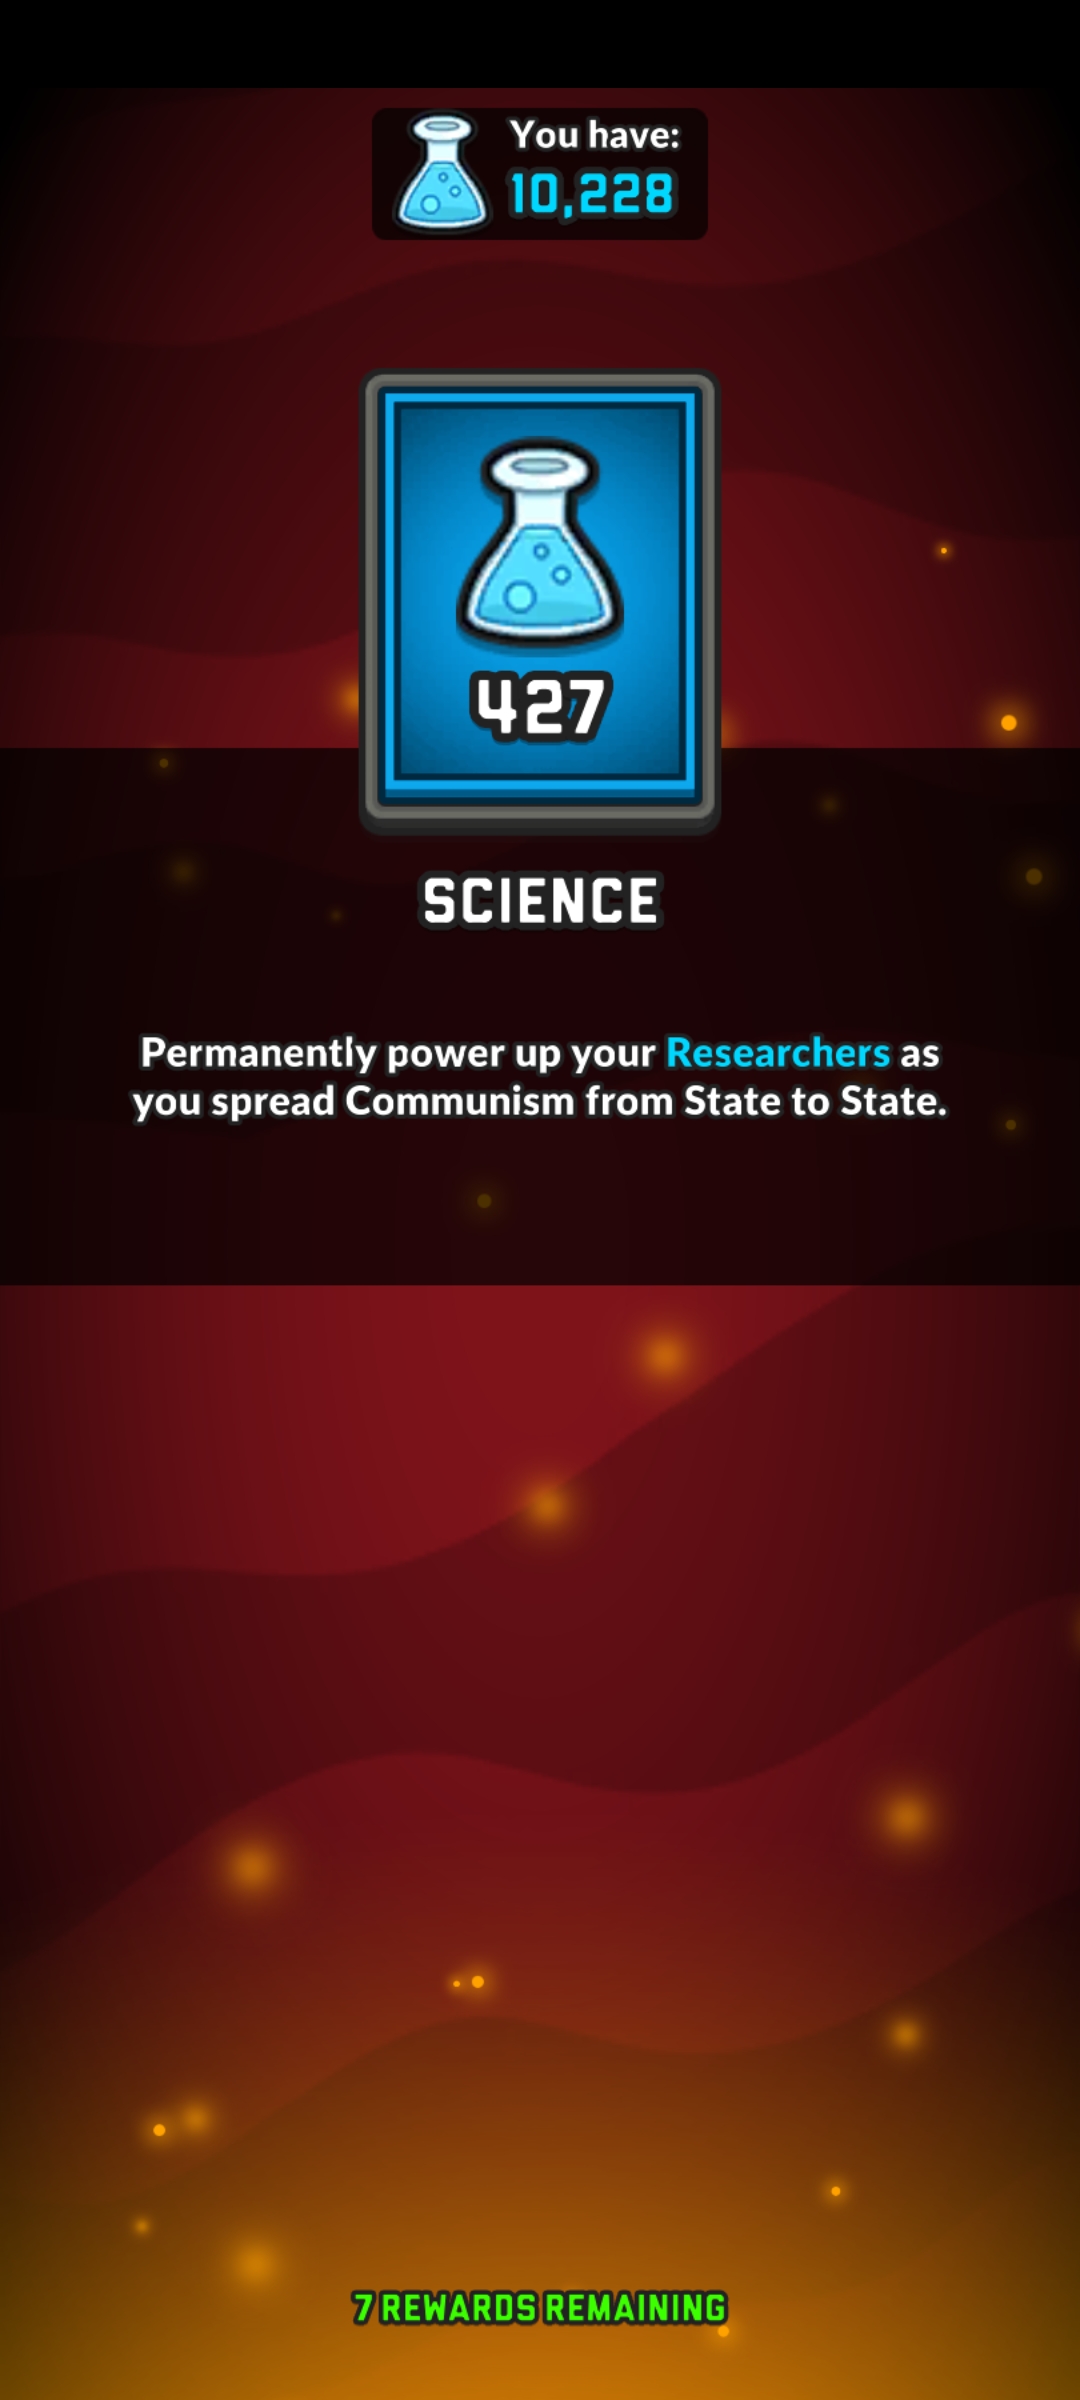 You have:
10,228
427
SCIENCE
Permanently power up your Researchers as
you spread Communism from State to State.
7 REWARDS REMAINING